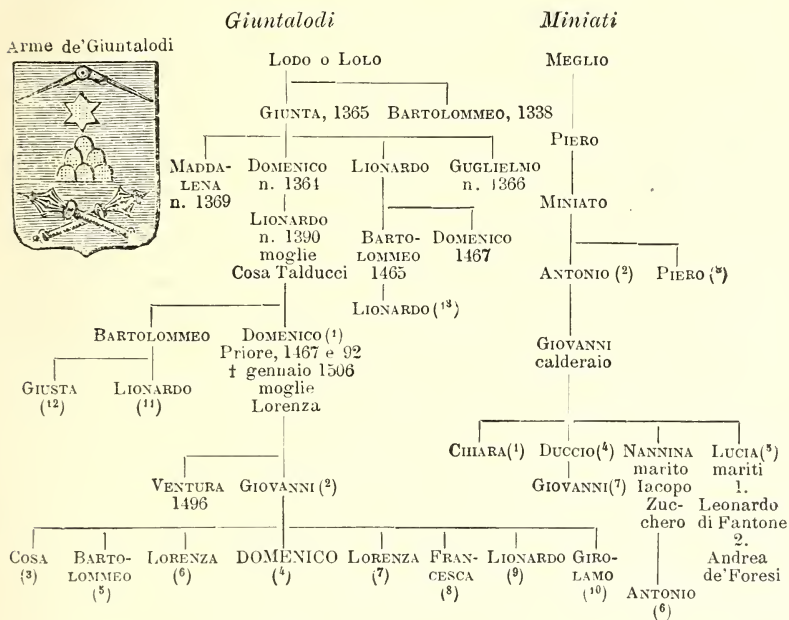 Giuntalodi
Miniati
Arme de'Giuntalodi
LODO O LOLO
MEGLIO
GIUNTA, 1365
BARTOLOMMEO, 1338
PIERO
MADDA-
LENA
n. 1369
DOMENICO
n. 1364
LIONARDO
GUGLIELMO
n. 1366
MINIATO
LIONARDO
n. 1390
moglie
Cosa Talducci
BARTO-
LOMMEO
1465
DOMENICO
1467
ANTONIO (²)
PIERO (³)
LIONARDO (¹³)
BARTOLOMMEO
DOMENICO (¹)
Priore, 1467 e 92
† gennaio 1506
moglie
Lorenza
GIOVANNI
calderaio
GIUSTA
(¹²)
LIONARDO
(¹¹)
CHIARA (¹)
DUCCIO (⁴)
NANNINA
marito
Iacopo
Zuc-
chero
LUCIA (⁵)
mariti
1.
Leonardo
di Fantone
2.
Andrea
de'Foresi
VENTURA
1496
GIOVANNI (²)
GIOVANNI (⁷)
COSA
(³)
BARTO-
LOMMEO
(⁵)
LORENZA
(⁶)
DOMENICO
(⁴)
LORENZA
(⁷)
FRAN-
CESCA
(⁸)
LIONARDO
(⁹)
GIRO-
LAMO
(¹⁰)
ANTONIO
(⁶)